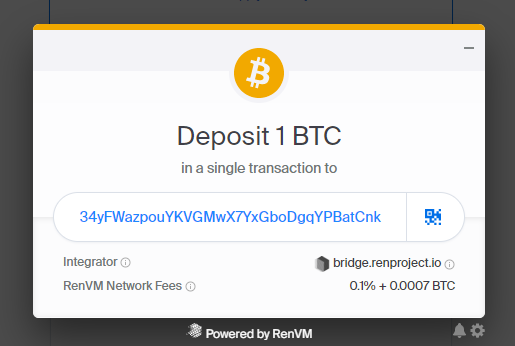 Deposit 1 BTC
in a single transaction to
34yFWazpouYKVGMwX7YxGboDgqYPBatCnk
Integrator bridge.renproject.io
RenVM Network Fees 0.1% + 0.0007 BTC
Powered by RenVM